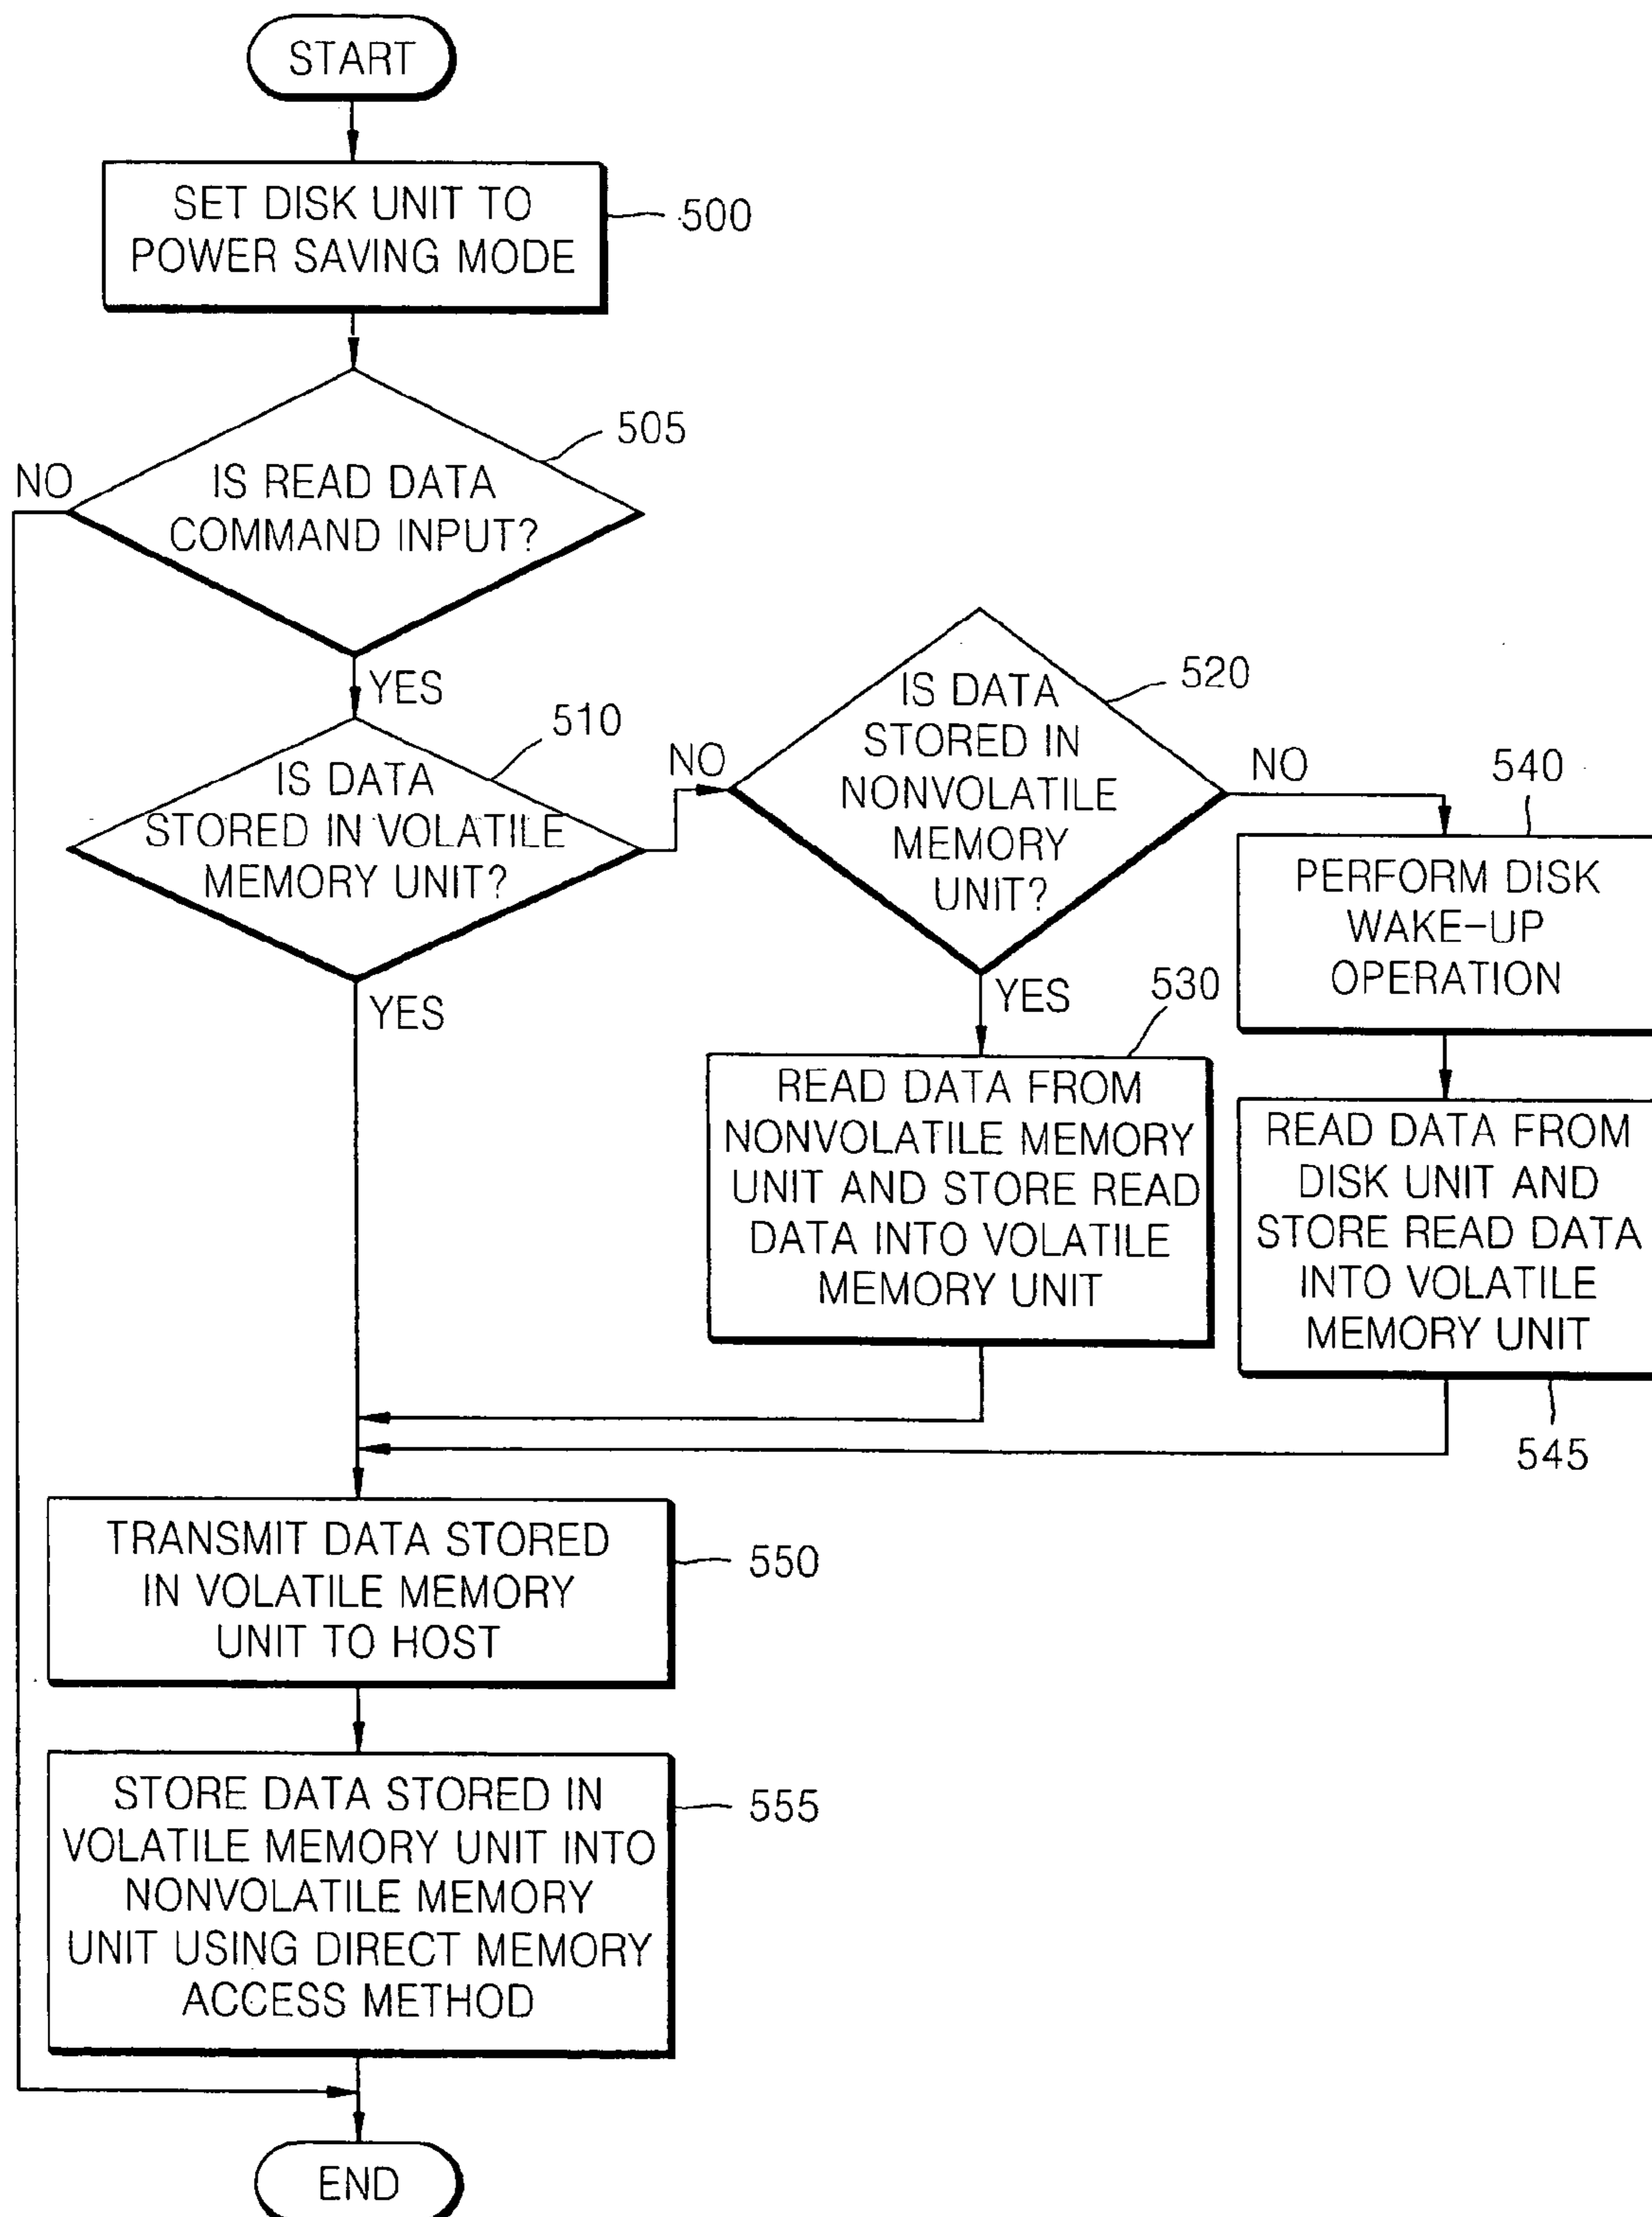 START
SET DISK UNIT TO
POWER SAVING MODE
500
505
NO
IS READ DATA
COMMAND INPUT?
YES
510
IS DATA
STORED IN VOLATILE
MEMORY UNIT?
NO
YES
520
IS DATA
STORED IN
NONVOLATILE
MEMORY
UNIT?
NO
YES
540
PERFORM DISK
WAKE-UP
OPERATION
530
READ DATA FROM
NONVOLATILE MEMORY
UNIT AND STORE READ
DATA INTO VOLATILE
MEMORY UNIT
READ DATA FROM
DISK UNIT AND
STORE READ DATA
INTO VOLATILE
MEMORY UNIT
545
TRANSMIT DATA STORED
IN VOLATILE MEMORY
UNIT TO HOST
550
STORE DATA STORED IN
VOLATILE MEMORY UNIT INTO
NONVOLATILE MEMORY
UNIT USING DIRECT MEMORY
ACCESS METHOD
555
END